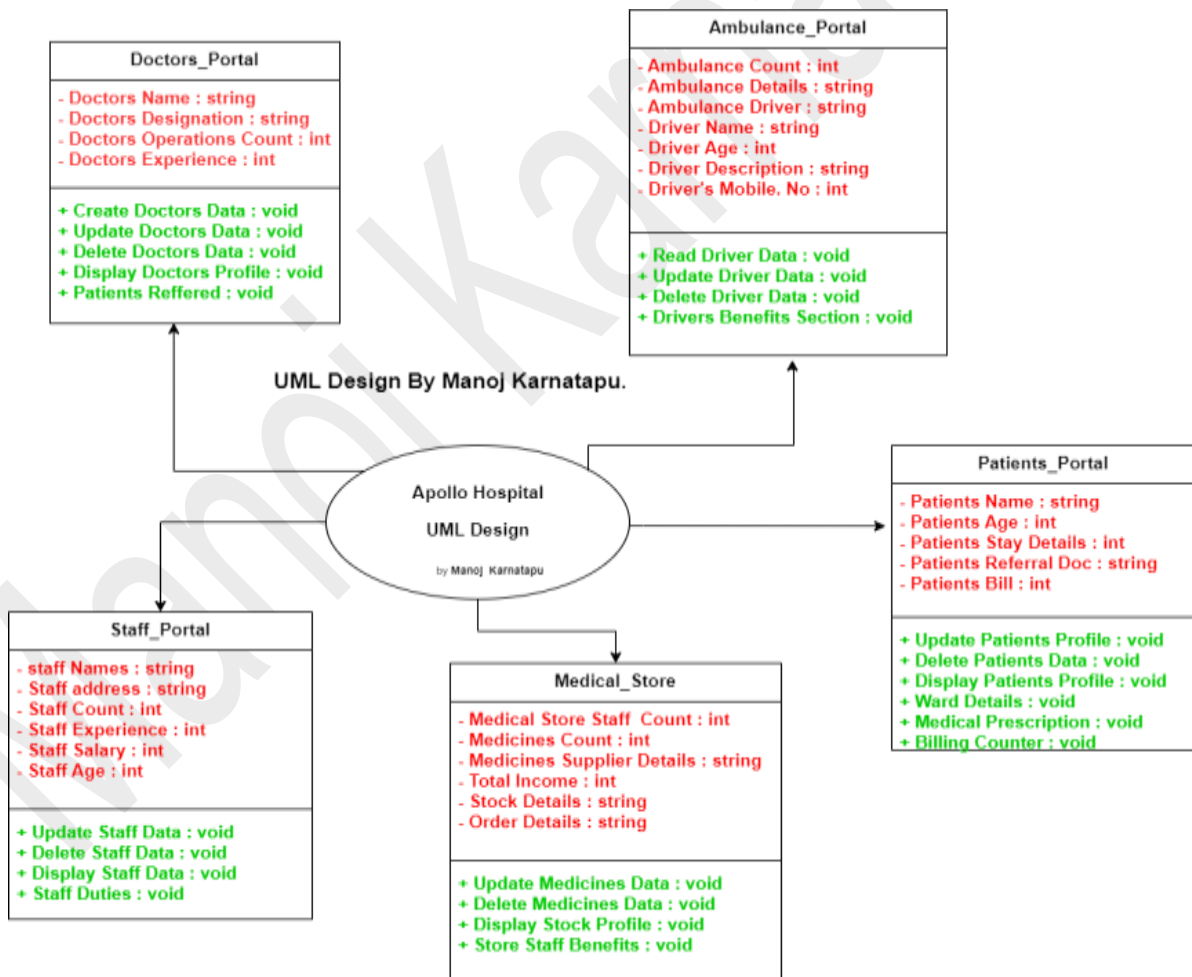 Doctors_Portal
- Doctors Name : string
- Doctors Designation : string
- Doctors Operations Count : int
- Doctors Experience : int
+ Create Doctors Data : void
+ Update Doctors Data : void
+ Delete Doctors Data : void
+ Display Doctors Profile : void
+ Patients Reffered : void
Ambulance_Portal
- Ambulance Count : int
- Ambulance Details : string
- Ambulance Driver : string
- Driver Name : string
- Driver Age : int
- Driver Description : string
- Driver's Mobile. No : int
+ Read Driver Data : void
+ Update Driver Data : void
+ Delete Driver Data : void
+ Drivers Benefits Section : void
UML Design By Manoj Karnatapu.
Apollo Hospital
UML Design
by Manoj Karnatapu
Patients_Portal
- Patients Name : string
- Patients Age : int
- Patients Stay Details : int
- Patients Referral Doc : string
- Patients Bill : int
+ Update Patients Profile : void
+ Delete Patients Data : void
+ Display Patients Profile : void
+ Ward Details : void
+ Medical Prescription : void
+ Billing Counter : void
Staff_Portal
- staff Names : string
- Staff address : string
- Staff Count : int
- Staff Experience : int
- Staff Salary : int
- Staff Age : int
+ Update Staff Data : void
+ Delete Staff Data : void
+ Display Staff Data : void
+ Staff Duties : void
Medical_Store
- Medical Store Staff Count : int
- Medicines Count : int
- Medicines Supplier Details : string
- Total Income : int
- Stock Details : string
- Order Details : string
+ Update Medicines Data : void
+ Delete Medicines Data : void
+ Display Stock Profile : void
+ Store Staff Benefits : void